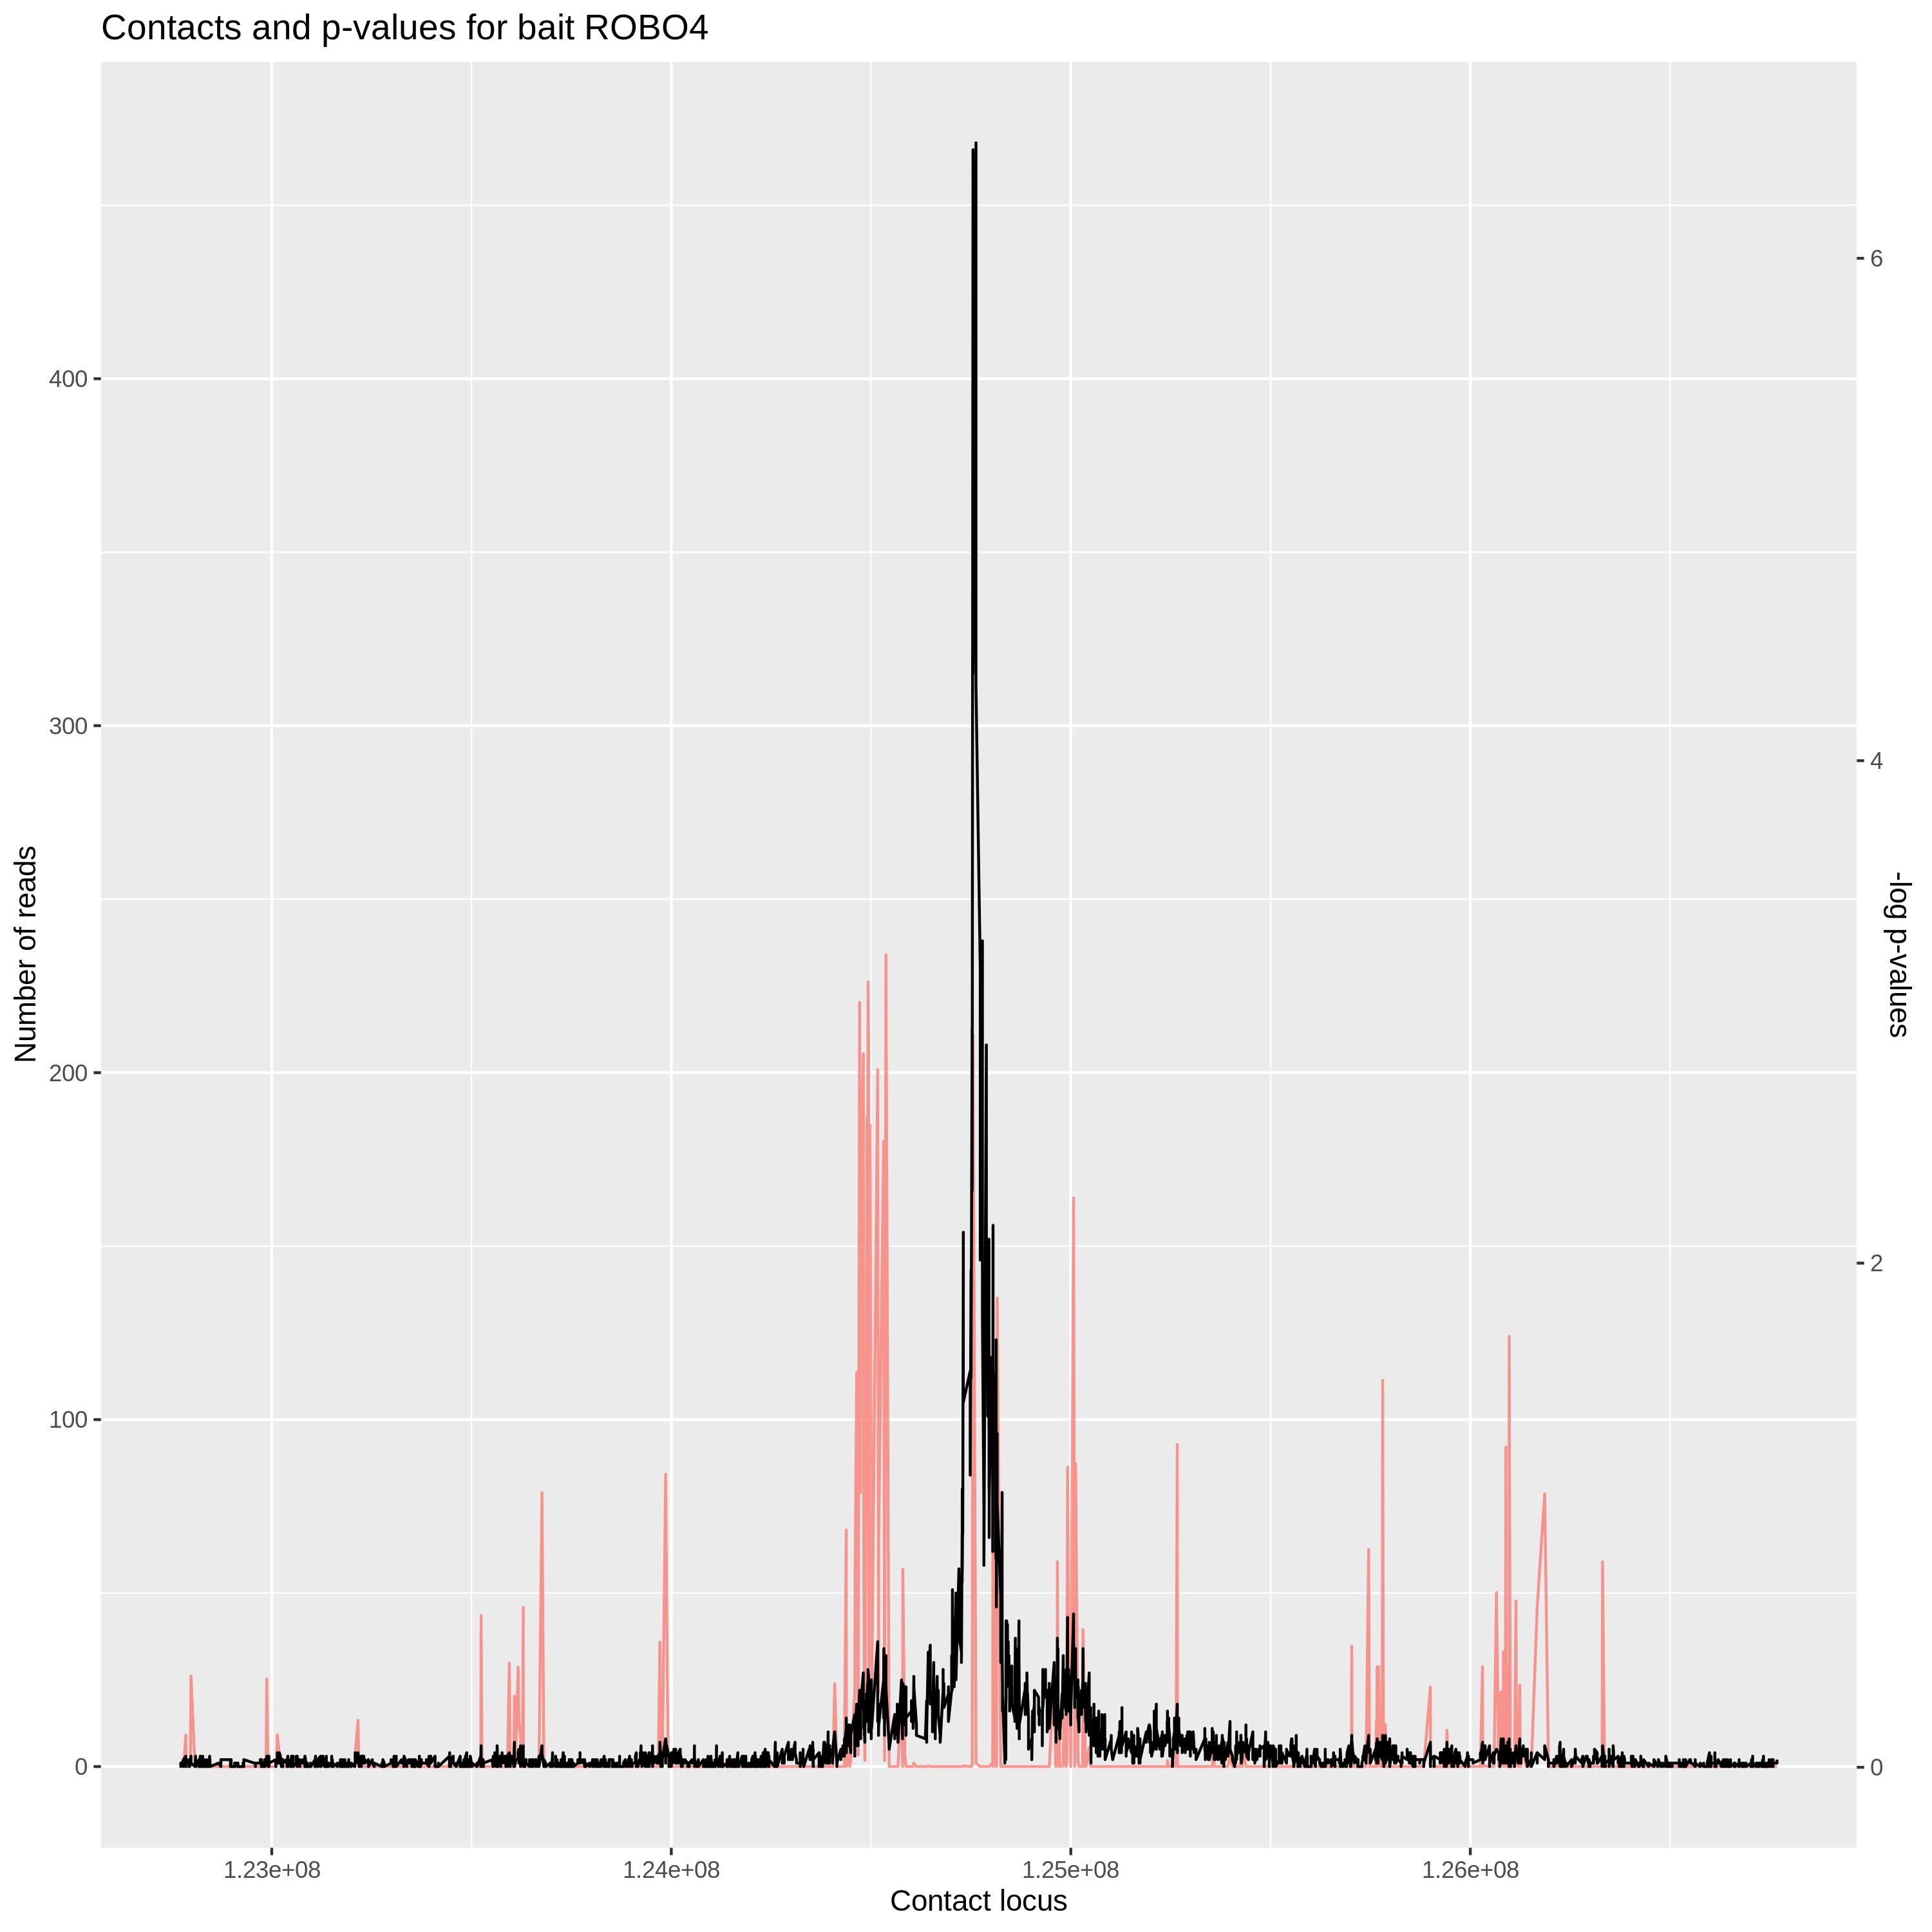 Contacts and p-values for bait ROBO4
Number of reads
400
300
200
100
0
6
4
2
0
-log p-values
1.23e+08
1.24e+08
1.25e+08
1.26e+08
Contact locus